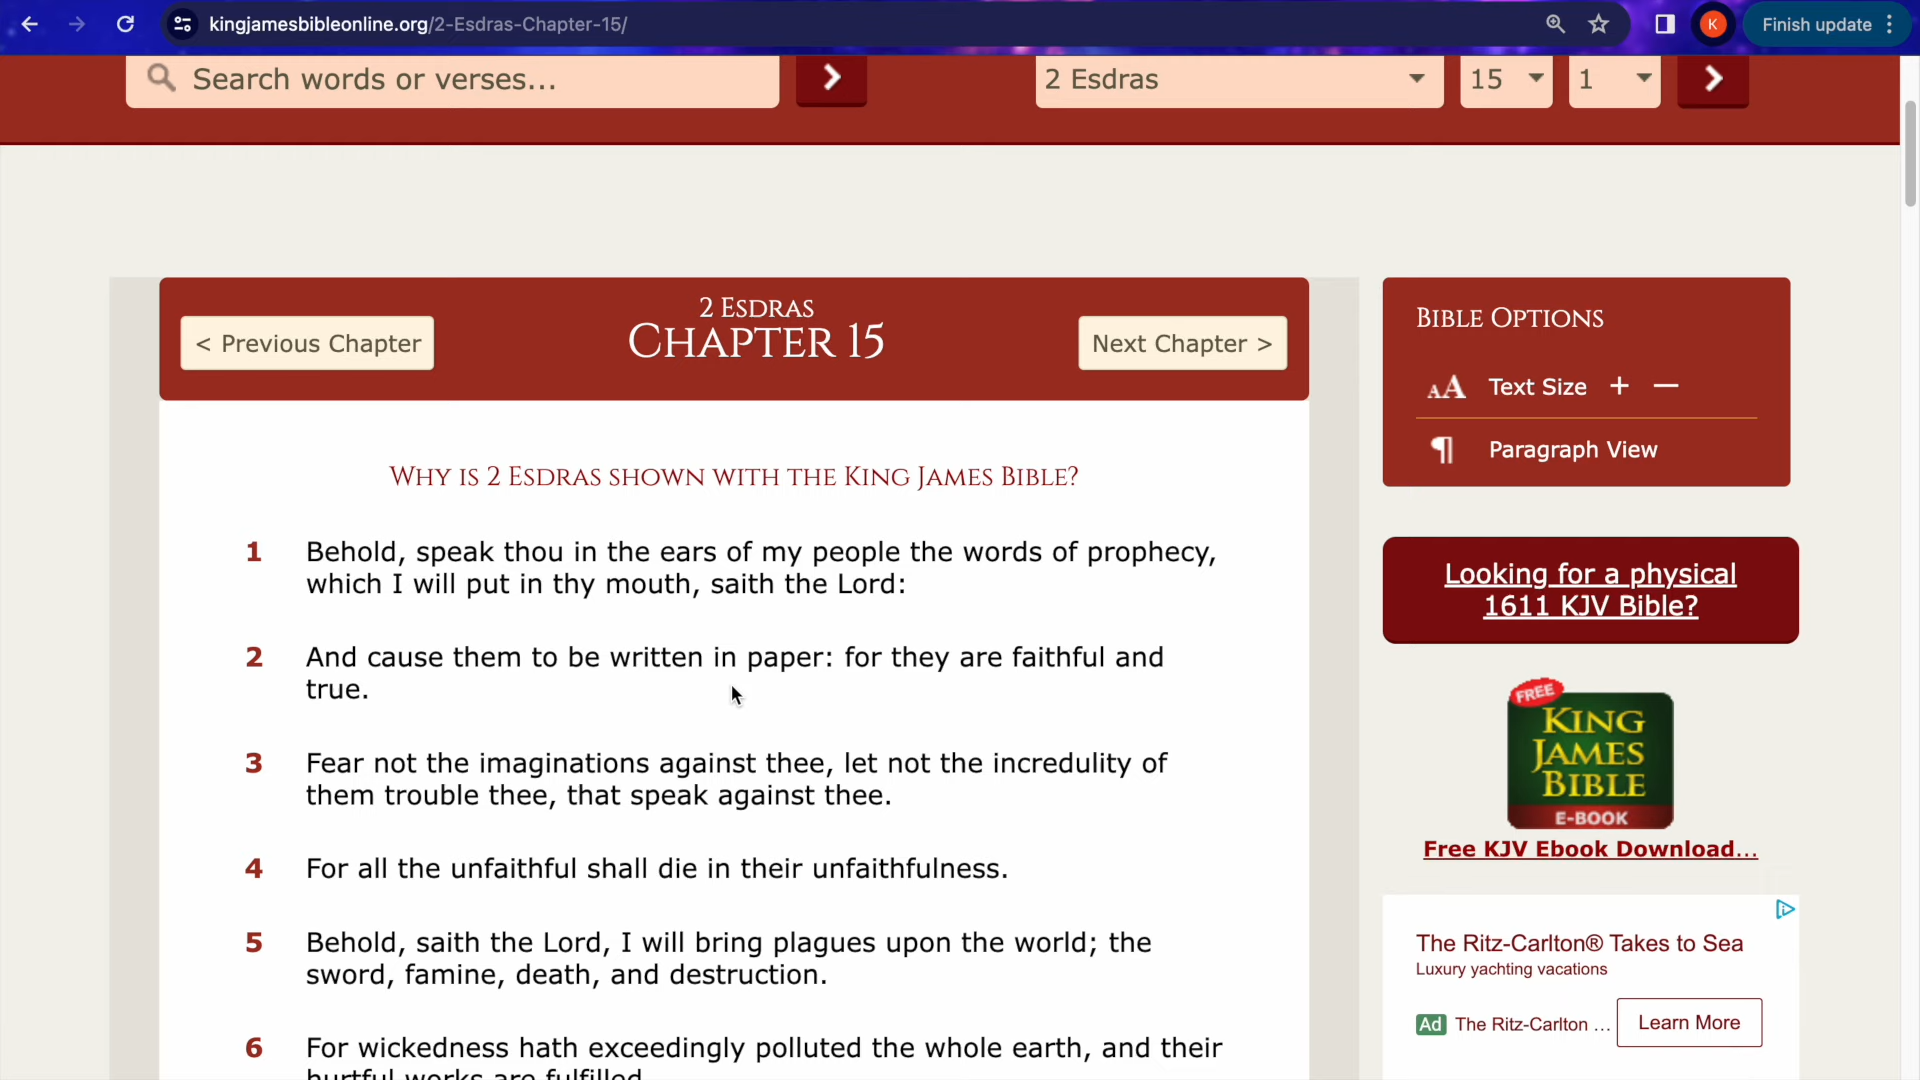 kingjamesbibleonline.org/2-Esdras-Chapter-15/
K
Finish update
Search words or verses...
2 Esdras
15
1
< Previous Chapter
2 Esdras
Chapter 15
Next Chapter >
Why is 2 Esdras shown with the King James Bible?
1 Behold, speak thou in the ears of my people the words of prophecy,
which I will put in thy mouth, saith the Lord:
2 And cause them to be written in paper: for they are faithful and
true.
3 Fear not the imaginations against thee, let not the incredulity of
them trouble thee, that speak against thee.
4 For all the unfaithful shall die in their unfaithfulness.
5 Behold, saith the Lord, I will bring plagues upon the world; the
sword, famine, death, and destruction.
6 For wickedness hath exceedingly polluted the whole earth, and their
hurtful works are fulfilled
Bible Options
AA Text Size + —
¶ Paragraph View
Looking for a physical
1611 KJV Bible?
FREE
KING
JAMES
BIBLE
E-BOOK
Free KJV Ebook Download...
The Ritz-Carlton® Takes to Sea
Luxury yachting vacations
Ad The Ritz-Carlton ...
Learn More